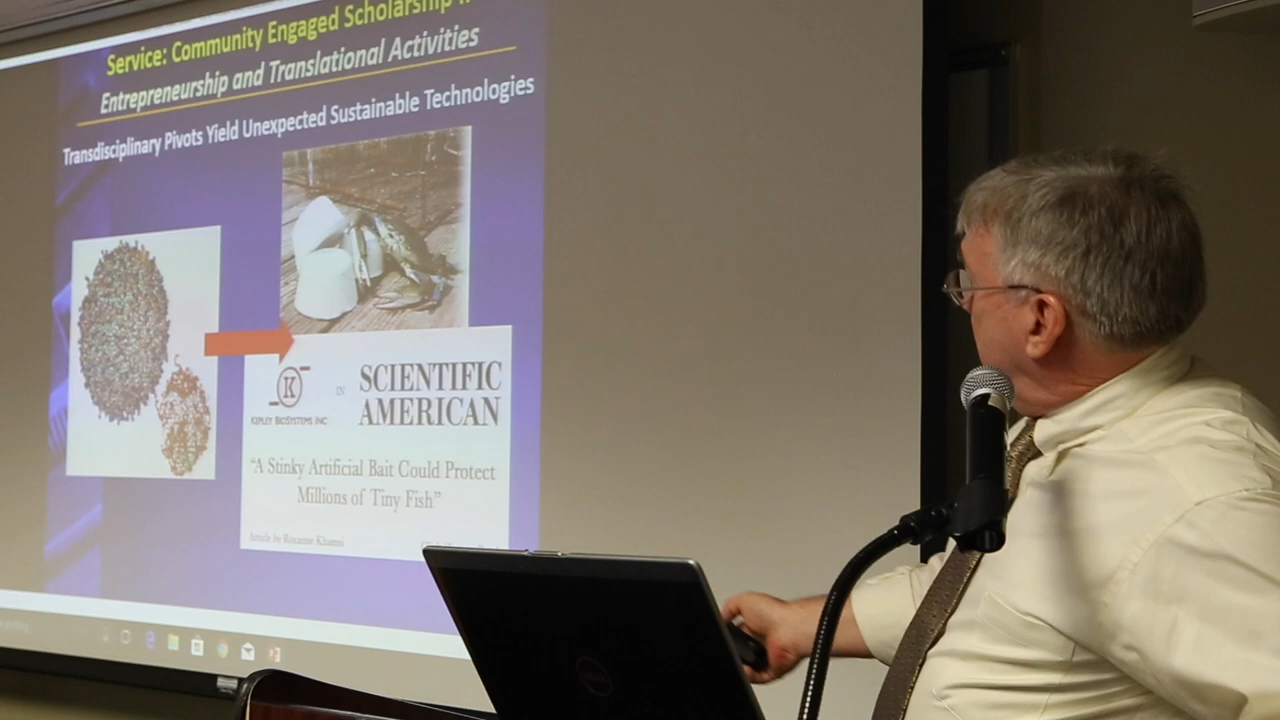 Service: Community Engaged Scholarship
Entrepreneurship and Translational Activities
Transdisciplinary Pivots Yield Unexpected Sustainable Technologies
K
KEPLEY BIOSYSTEMS INC
IN
SCIENTIFIC
AMERICAN
"A Stinky Artificial Bait Could Protect
Millions of Tiny Fish"
Article by Roxanne Khamsi